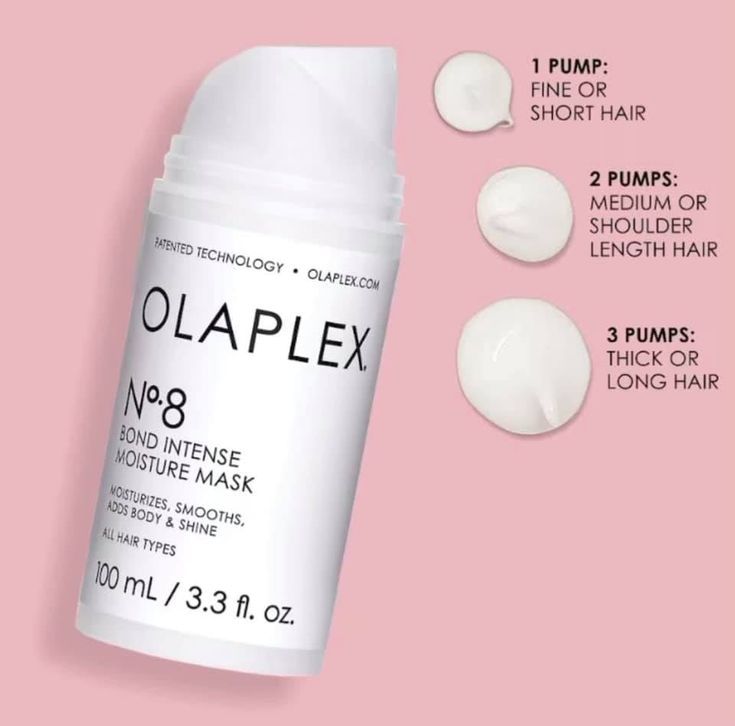 PATENTED TECHNOLOGY • OLAPLEX.COM
OLAPLEX.
Nº.8
BOND INTENSE
MOISTURE MASK
MOISTURIZES, SMOOTHS,
ADDS BODY & SHINE
ALL HAIR TYPES
100 mL / 3.3 fl. oz.
1 PUMP:
FINE OR
SHORT HAIR
2 PUMPS:
MEDIUM OR
SHOULDER
LENGTH HAIR
3 PUMPS:
THICK OR
LONG HAIR